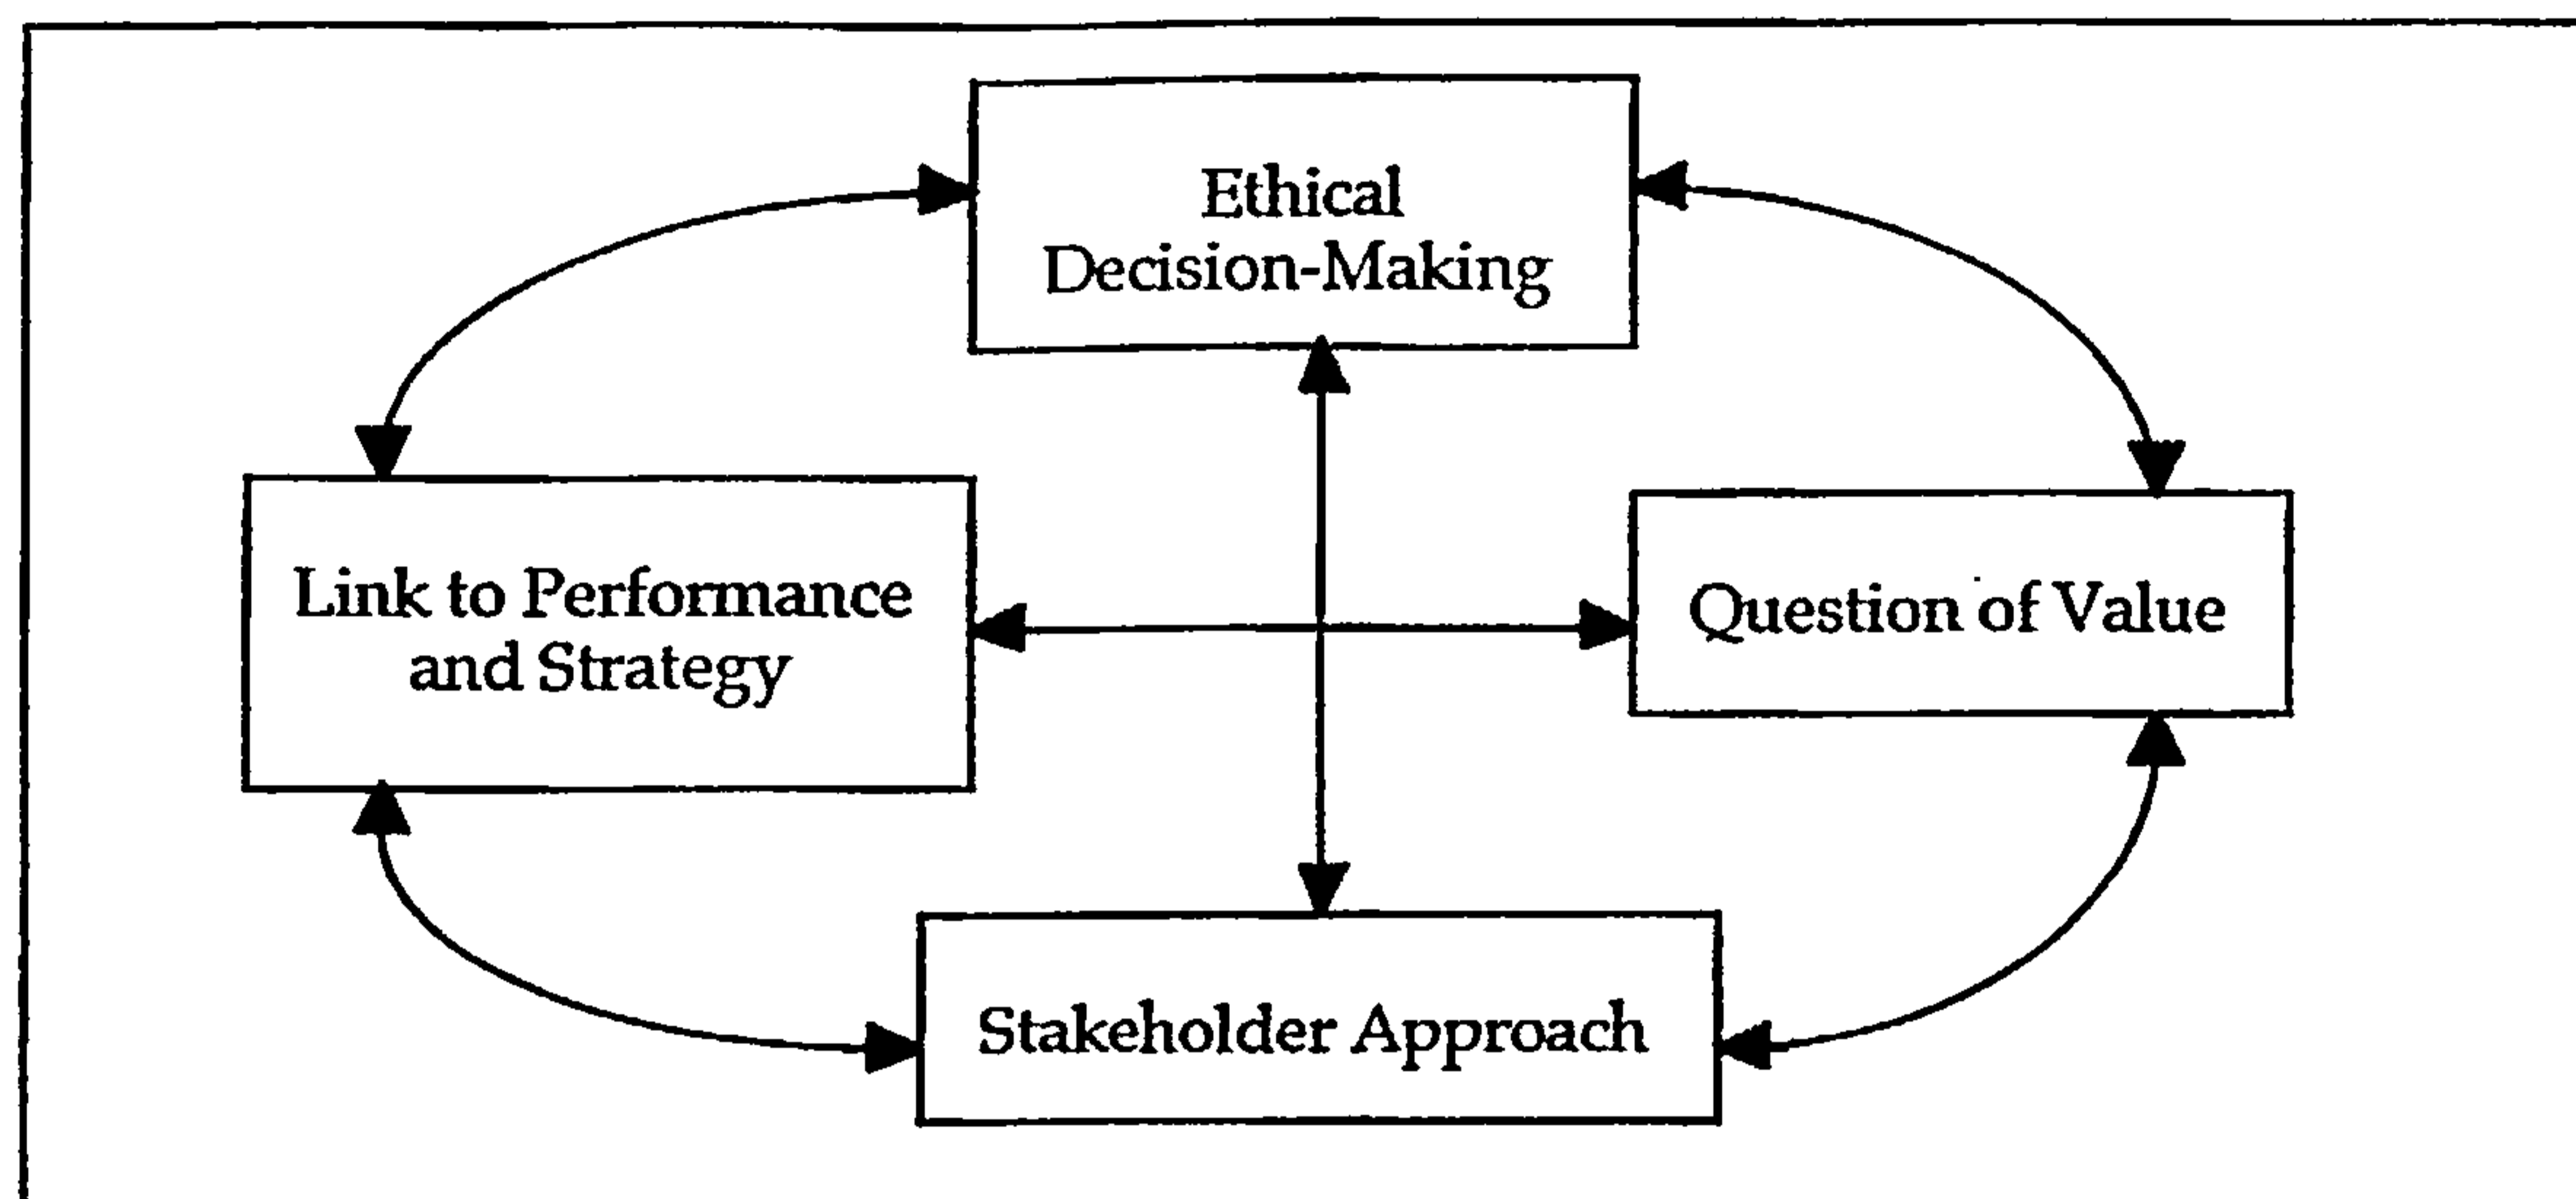 Ethical
Decision-Making
Link to Performance
and Strategy
Question of Value
Stakeholder Approach